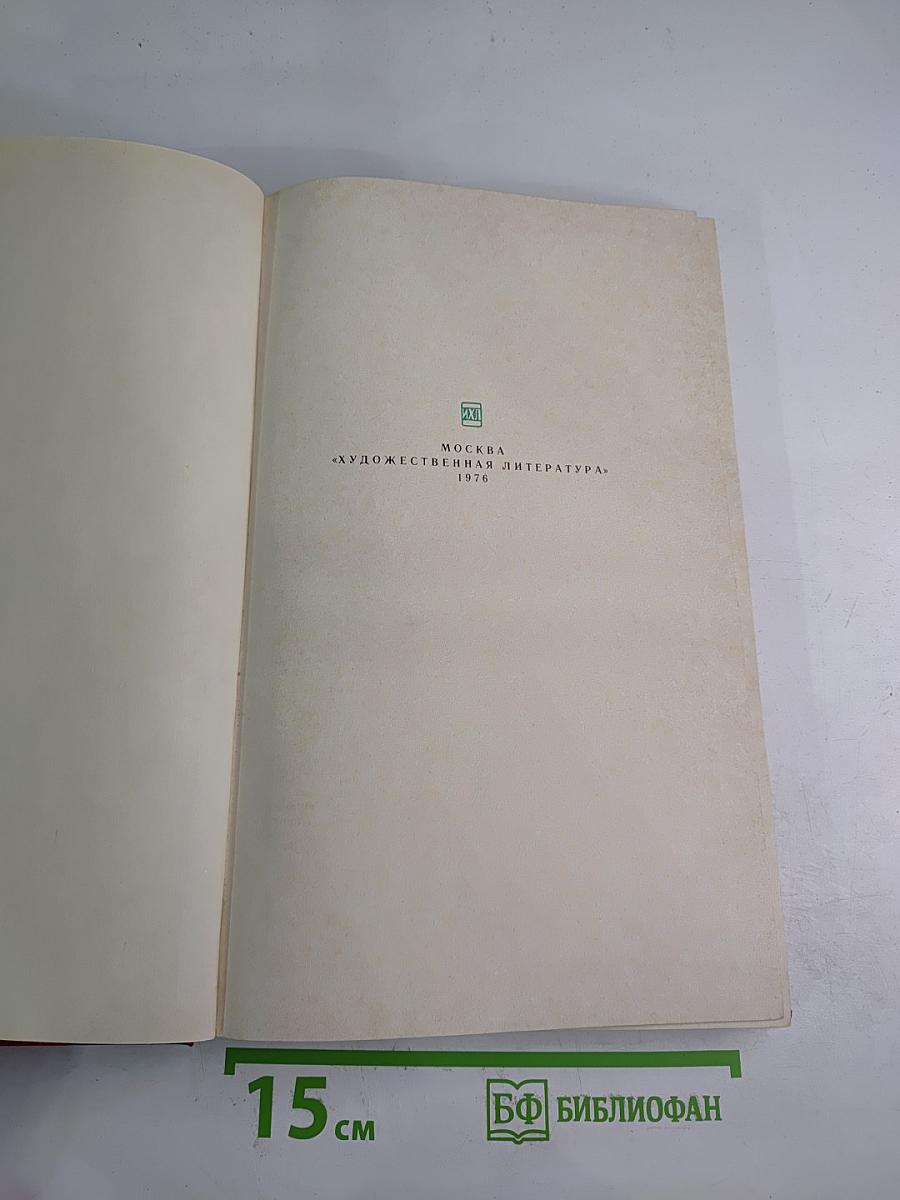 ИХЛ
МОСКВА
«ХУДОЖЕСТВЕННАЯ ЛИТЕРАТУРА»
1976
15 см
БФ БИБЛИОФАН